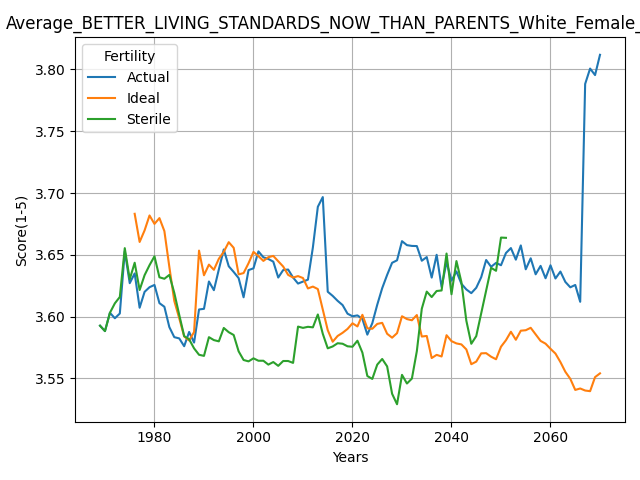 Average_BETTER_LIVING_STANDARDS_NOW_THAN_PARENTS_White_Female_
Fertility
Actual
Ideal
Sterile
3.80
3.75
3.70
3.65
3.60
3.55
Score(1-5)
1980 2000 2020 2040 2060
Years